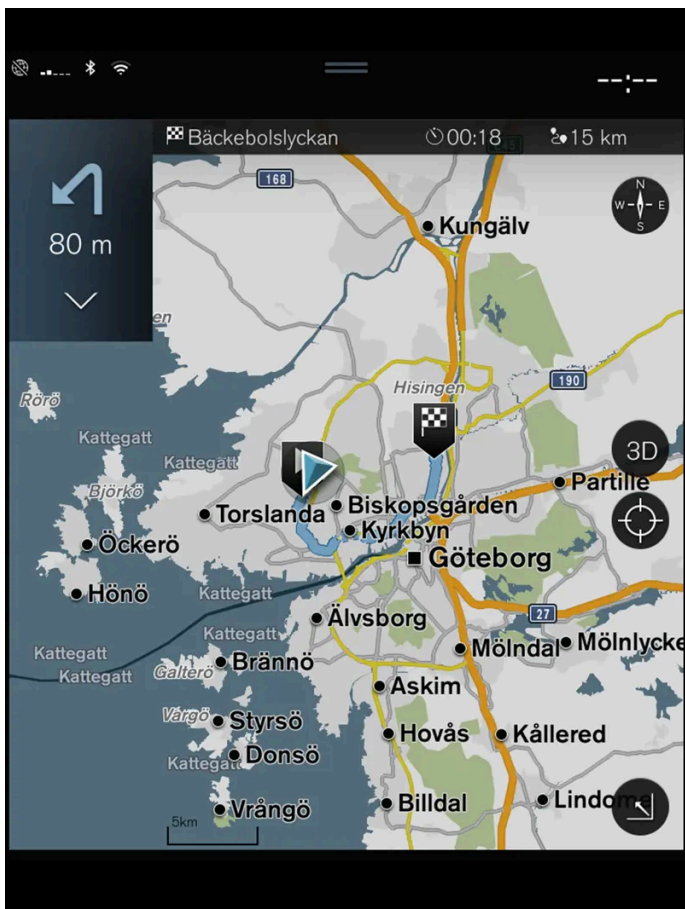 --:--
Bäckebolslyckan 00:18 15 km
80 m
168
N
W E
S
Kungälv
en
190
Hisingen
Rörö
Kattegatt
Kattegatt
3D
Björkö
Partille
Torslanda
Biskopsgården
Kyrkbyn
Öckerö
Göteborg
Hönö
Kattegatt
27
Älvsborg
Kattegatt
Mölndal
Mölnlycke
Kattegatt
Brännö
Galterö
Kattegatt
Askim
Vargö
Styrsö
Hovås
Kållered
Donsö
Kattegatt
Billdal
Lindome
Vrångö
5km